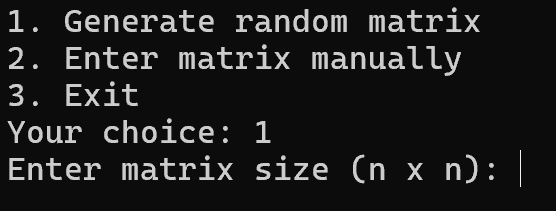 1. Generate random matrix
2. Enter matrix manually
3. Exit
Your choice: 1
Enter matrix size (n x n):